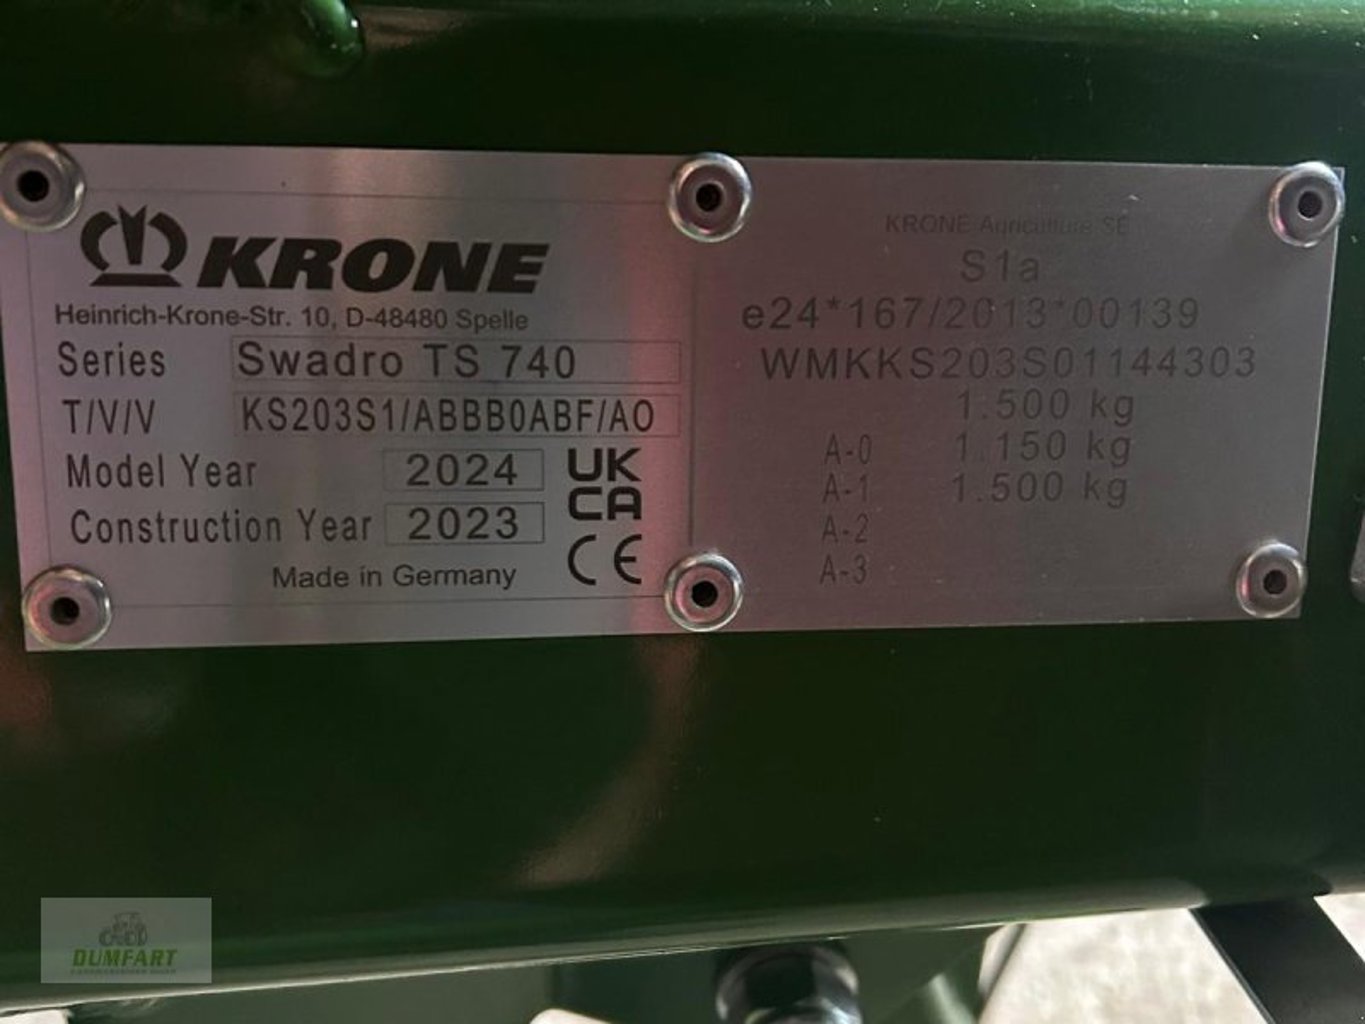 KRONE
Heinrich-Krone-Str. 10, D-48480 Spelle
Series Swadro TS 740
T/V/V KS203S1/ABBB0ABF/AO
Model Year 2024
UK
CA
Construction Year 2023
CE
Made in Germany
KRONE Agriculture SE
S1a
e24*167/2013*00139
WMKKS203S01144303
1.500 kg
A-0 1.150 kg
A-1 1.500 kg
A-2
A-3
DUMFART